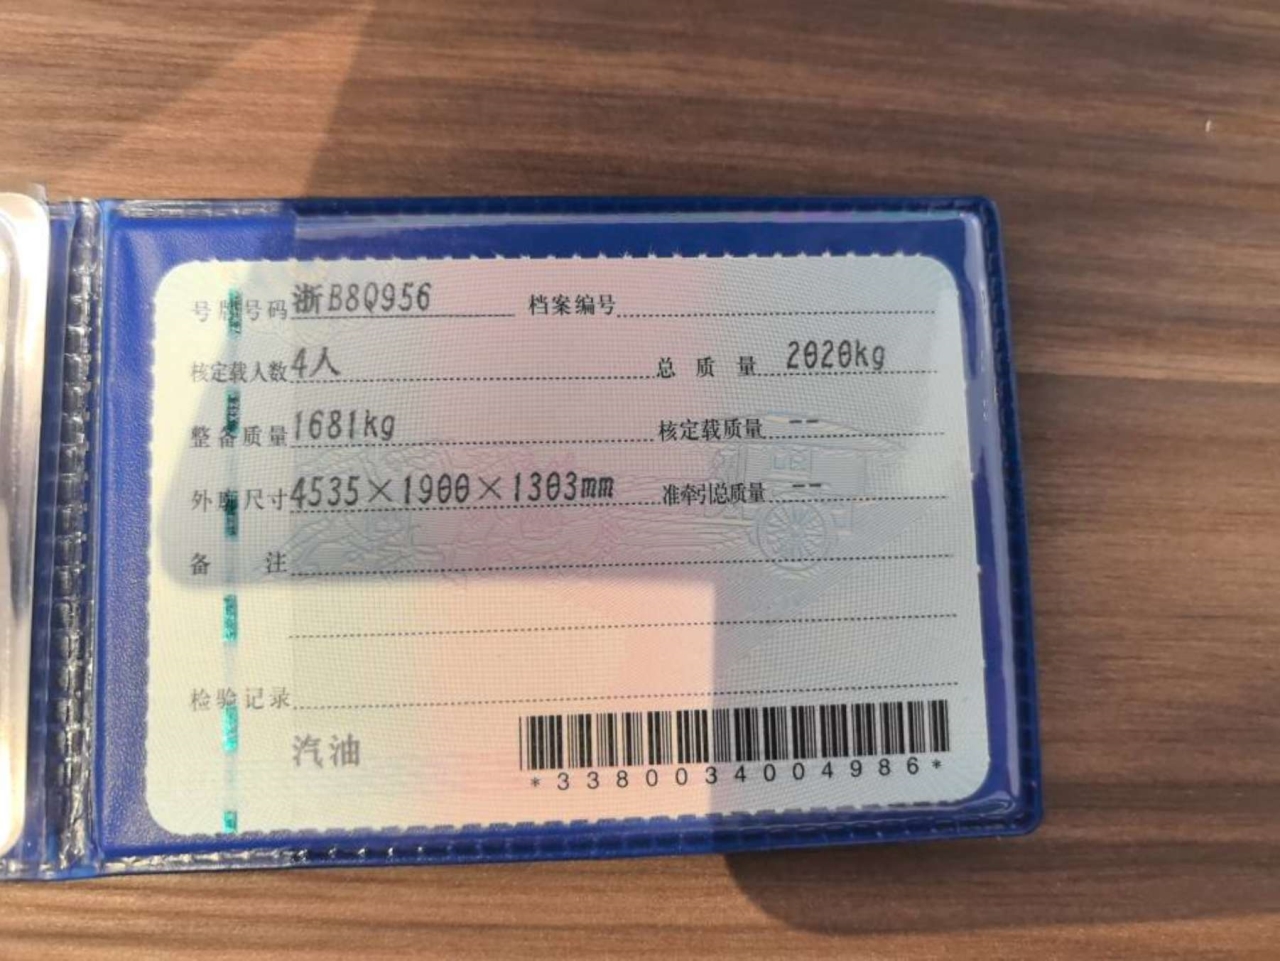 号牌号码 浙B8Q956 档案编号
核定载人数 4人 总质量 2020kg
整备质量 1681kg 核定载质量 --
外廓尺寸 4535×1900×1303mm 准牵引总质量 --
备注
检验记录
汽油
*3380034004986*